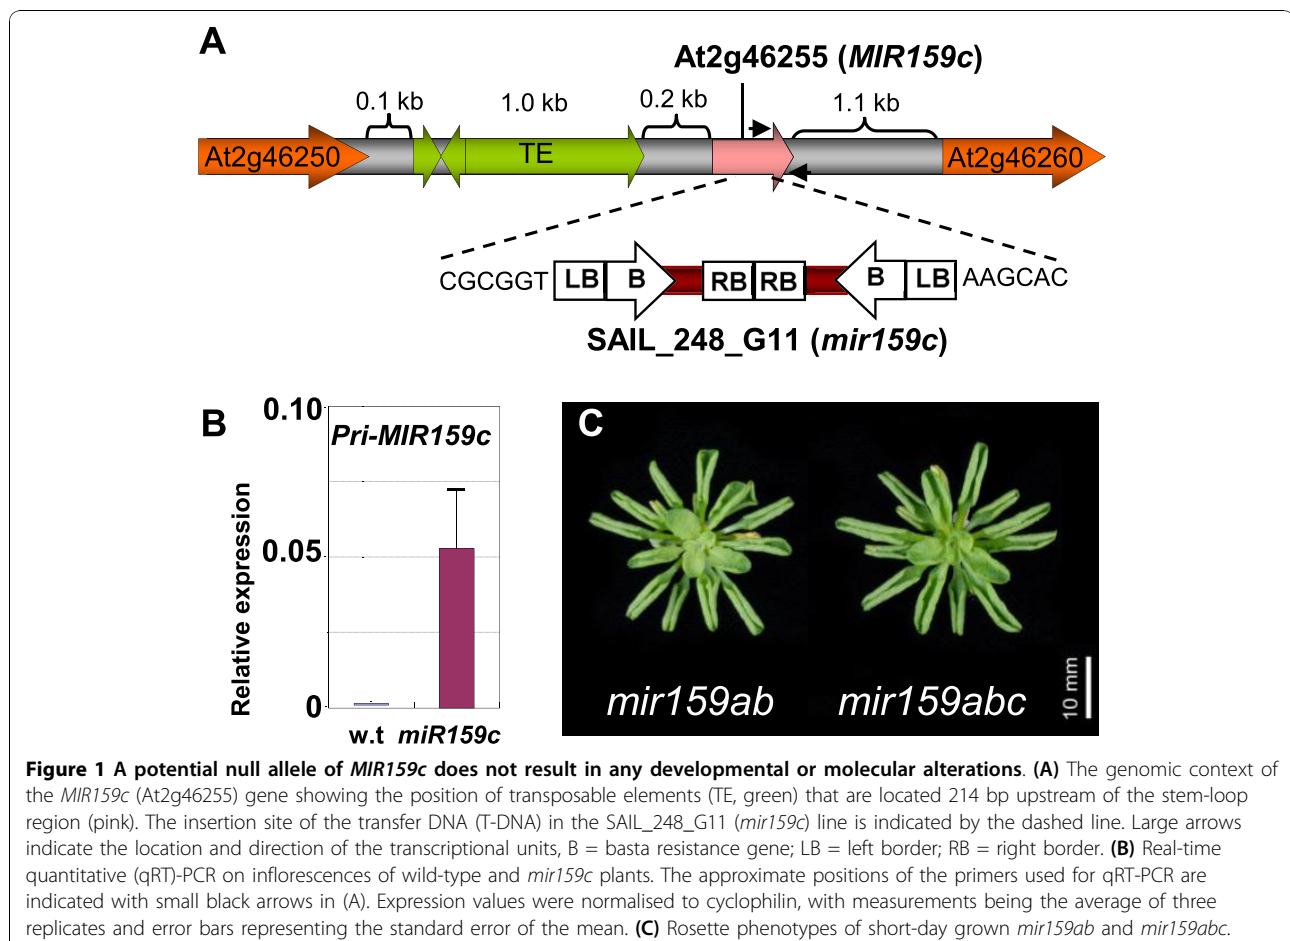 A
At2g46255 (MIR159c)
0.1 kb 1.0 kb 0.2 kb 1.1 kb
At2g46250 TE At2g46260
CGCGGT LB B RB RB B LB AAGCAC
SAIL_248_G11 (mir159c)
B
0.10
Pri-MIR159c
0.05
0
Relative expression
w.t miR159c
C
mir159ab mir159abc
10 mm
Figure 1 A potential null allele of MIR159c does not result in any developmental or molecular alterations. (A) The genomic context of
the MIR159c (At2g46255) gene showing the position of transposable elements (TE, green) that are located 214 bp upstream of the stem-loop
region (pink). The insertion site of the transfer DNA (T-DNA) in the SAIL_248_G11 (mir159c) line is indicated by the dashed line. Large arrows
indicate the location and direction of the transcriptional units, B = basta resistance gene; LB = left border; RB = right border. (B) Real-time
quantitative (qRT)-PCR on inflorescences of wild-type and mir159c plants. The approximate positions of the primers used for qRT-PCR are
indicated with small black arrows in (A). Expression values were normalised to cyclophilin, with measurements being the average of three
replicates and error bars representing the standard error of the mean. (C) Rosette phenotypes of short-day grown mir159ab and mir159abc.